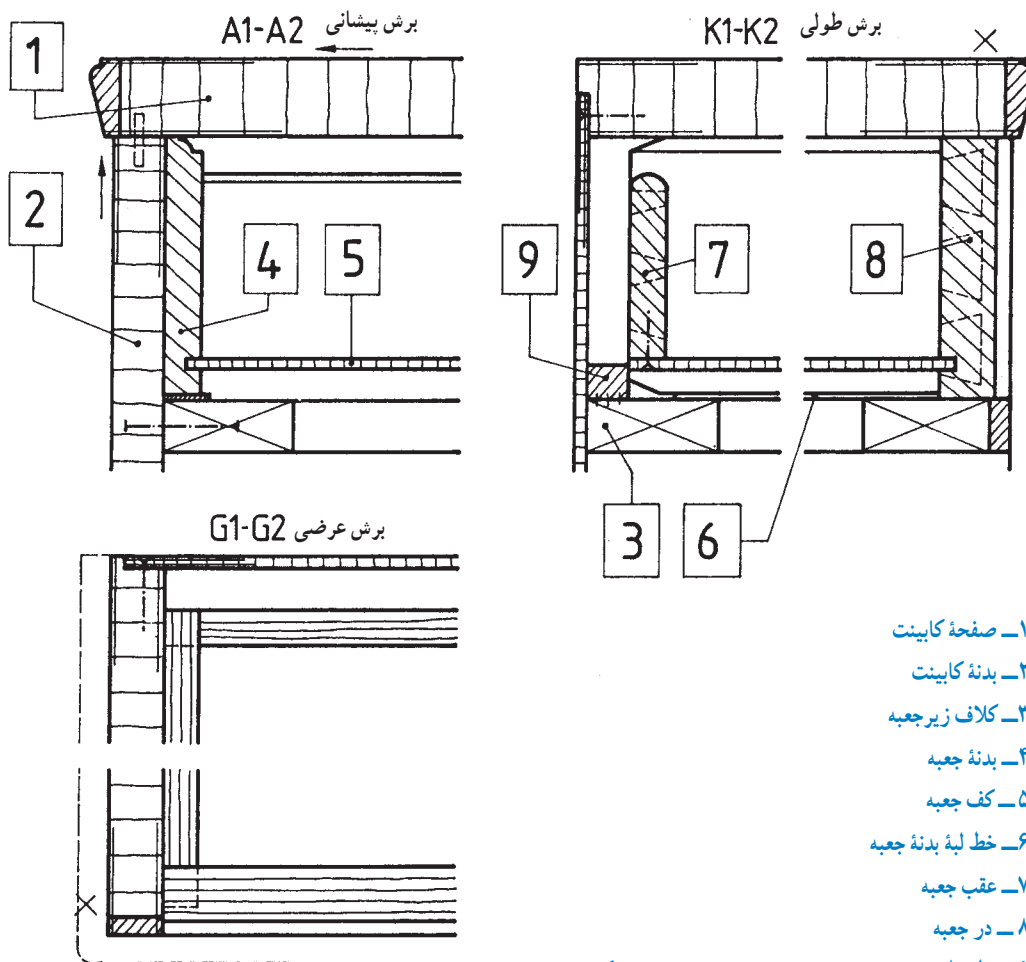 برش پیشانی A1-A2
برش طولی K1-K2
1
2
4
5
9
7
8
3
6
برش عرضی G1-G2
۱ــ صفحهٔ کابینت
۲ــ بدنهٔ کابینت
۳ــ کلاف زیرجعبه
۴ــ بدنهٔ جعبه
۵ــ کف جعبه
۶ــ خط لبهٔ بدنهٔ جعبه
۷ــ عقب جعبه
۸ ــ در جعبه